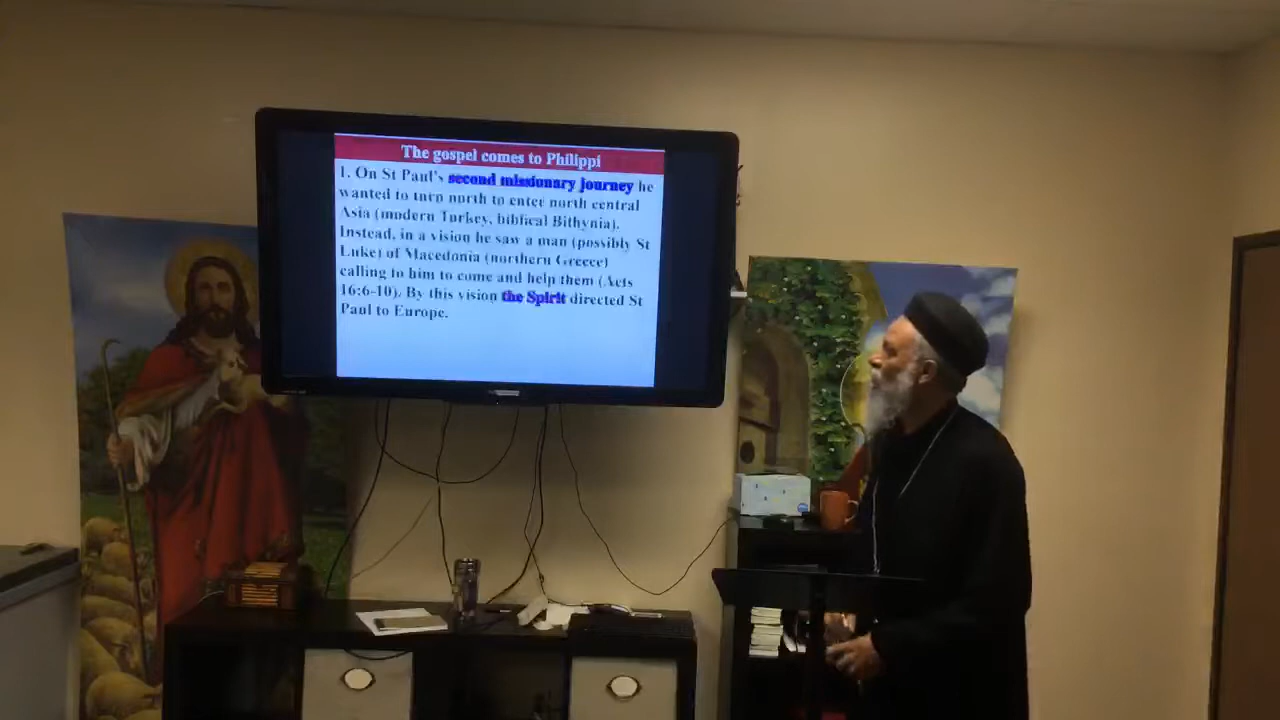 The gospel comes to Philippi
1. On St Paul's second missionary journey he
wanted to turn north to enter north central
Asia (modern Turkey, biblical Bithynia).
Instead, in a vision he saw a man (possibly St
Luke) of Macedonia (northern Greece)
calling to him to come and help them (Acts
16:6-10). By this vision the Spirit directed St
Paul to Europe.